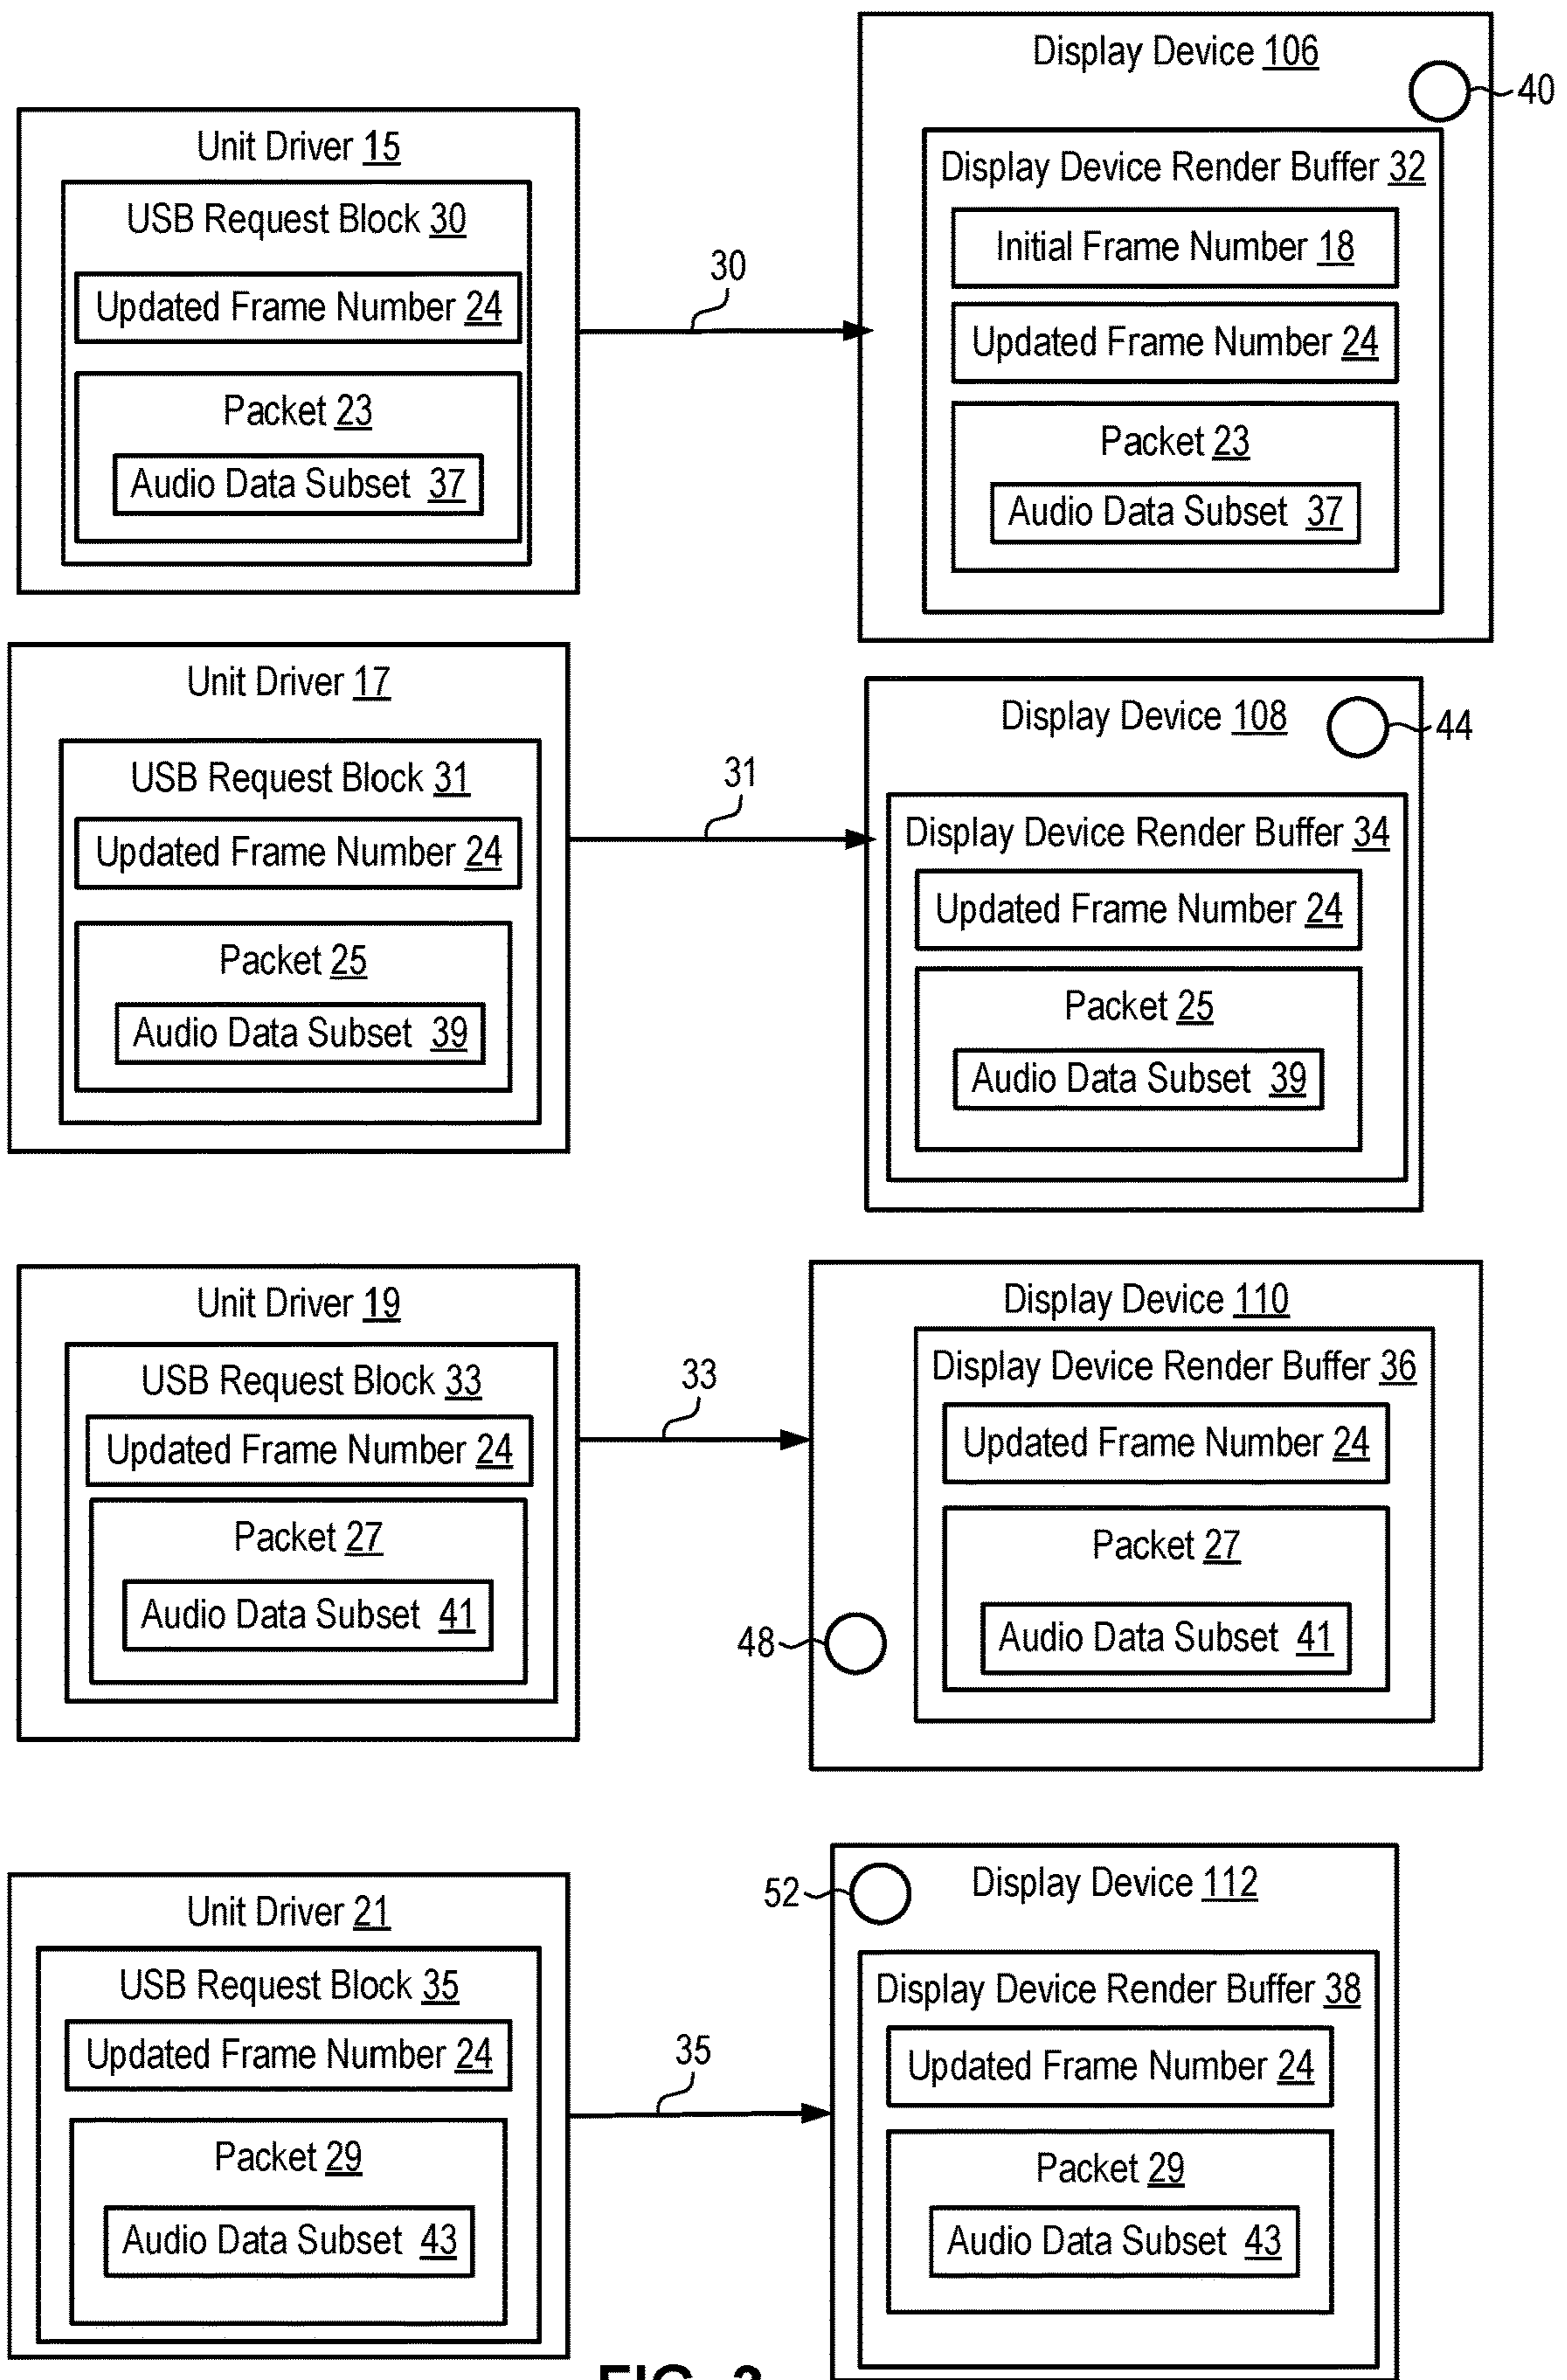 Display Device 106
40
Unit Driver 15
USB Request Block 30
Updated Frame Number 24
Packet 23
Audio Data Subset 37
30
Display Device Render Buffer 32
Initial Frame Number 18
Updated Frame Number 24
Packet 23
Audio Data Subset 37
Unit Driver 17
USB Request Block 31
Updated Frame Number 24
Packet 25
Audio Data Subset 39
31
Display Device 108
44
Display Device Render Buffer 34
Updated Frame Number 24
Packet 25
Audio Data Subset 39
Unit Driver 19
USB Request Block 33
Updated Frame Number 24
Packet 27
Audio Data Subset 41
33
Display Device 110
Display Device Render Buffer 36
Updated Frame Number 24
Packet 27
Audio Data Subset 41
48
Unit Driver 21
USB Request Block 35
Updated Frame Number 24
Packet 29
Audio Data Subset 43
35
52
Display Device 112
Display Device Render Buffer 38
Updated Frame Number 24
Packet 29
Audio Data Subset 43